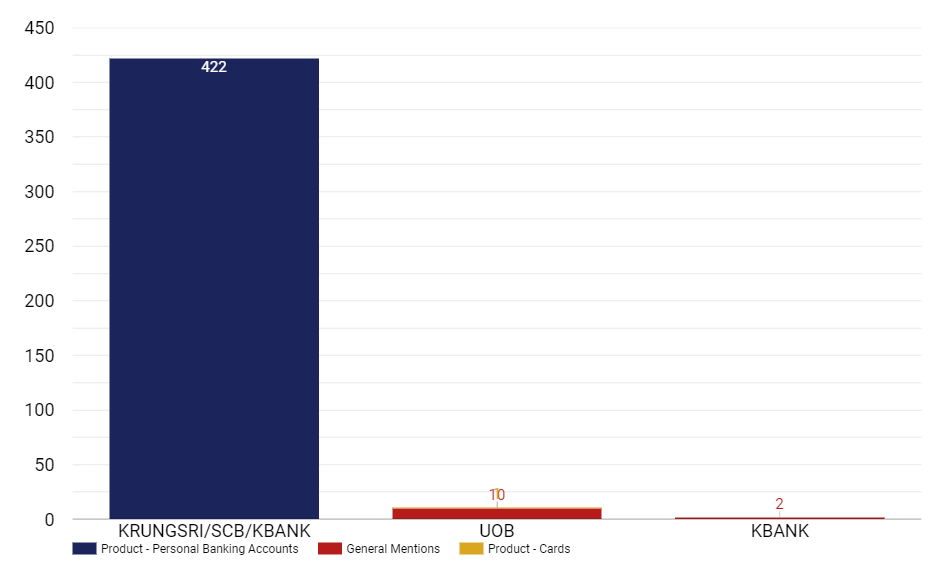 450
400
350
300
250
200
150
100
50
0
422
10
2
KRUNGSRI/SCB/KBANK
UOB
KBANK
Product - Personal Banking Accounts
General Mentions
Product - Cards